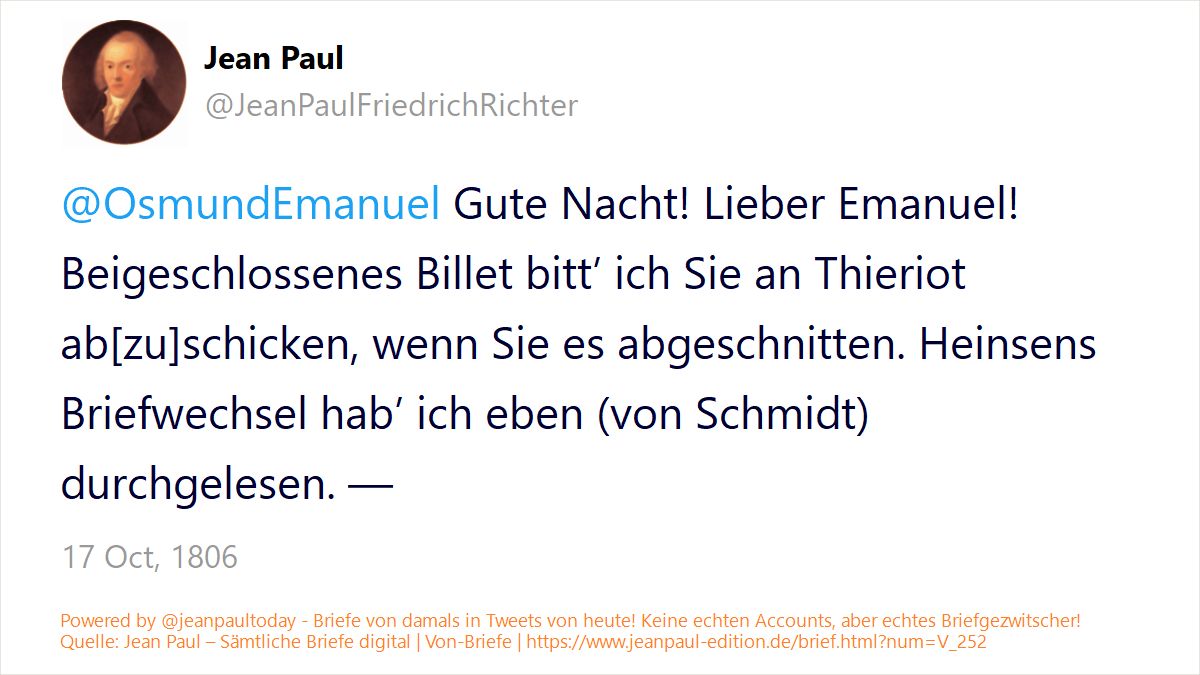 Jean Paul
@JeanPaulFriedrichRichter
@OsmundEmanuel Gute Nacht! Lieber Emanuel!
Beigeschlossenes Billet bitt’ ich Sie an Thieriot
ab[zu]schicken, wenn Sie es abgeschnitten. Heinsens
Briefwechsel hab’ ich eben (von Schmidt)
durchgelesen. —
17 Oct, 1806
Powered by @jeanpaultoday - Briefe von damals in Tweets von heute! Keine echten Accounts, aber echtes Briefgezwitscher!
Quelle: Jean Paul – Sämtliche Briefe digital | Von-Briefe | https://www.jeanpaul-edition.de/brief.html?num=V_252